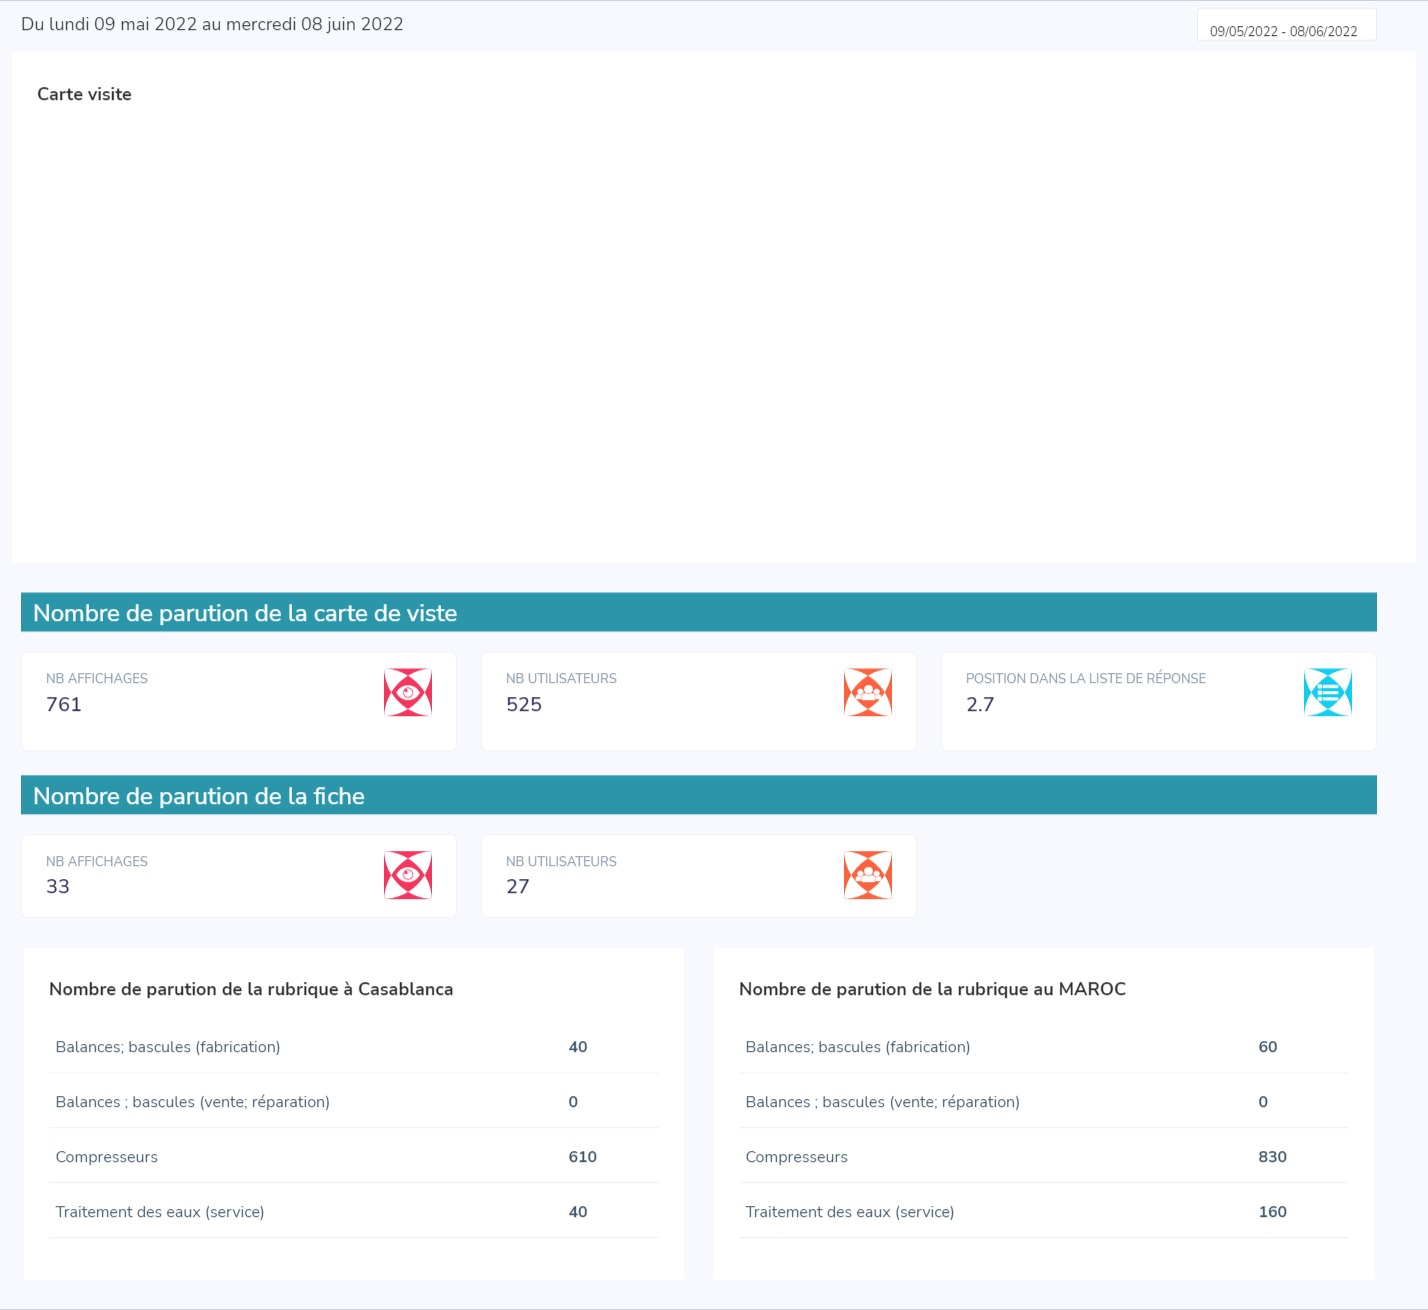 Du lundi 09 mai 2022 au mercredi 08 juin 2022
09/05/2022 - 08/06/2022
Carte visite
Nombre de parution de la carte de viste
NB AFFICHAGES
761
NB UTILISATEURS
525
POSITION DANS LA LISTE DE RÉPONSE
2.7
Nombre de parution de la fiche
NB AFFICHAGES
33
NB UTILISATEURS
27
Nombre de parution de la rubrique à Casablanca
Balances; bascules (fabrication) 40
Balances ; bascules (vente; réparation) 0
Compresseurs 610
Traitement des eaux (service) 40
Nombre de parution de la rubrique au MAROC
Balances; bascules (fabrication) 60
Balances ; bascules (vente; réparation) 0
Compresseurs 830
Traitement des eaux (service) 160